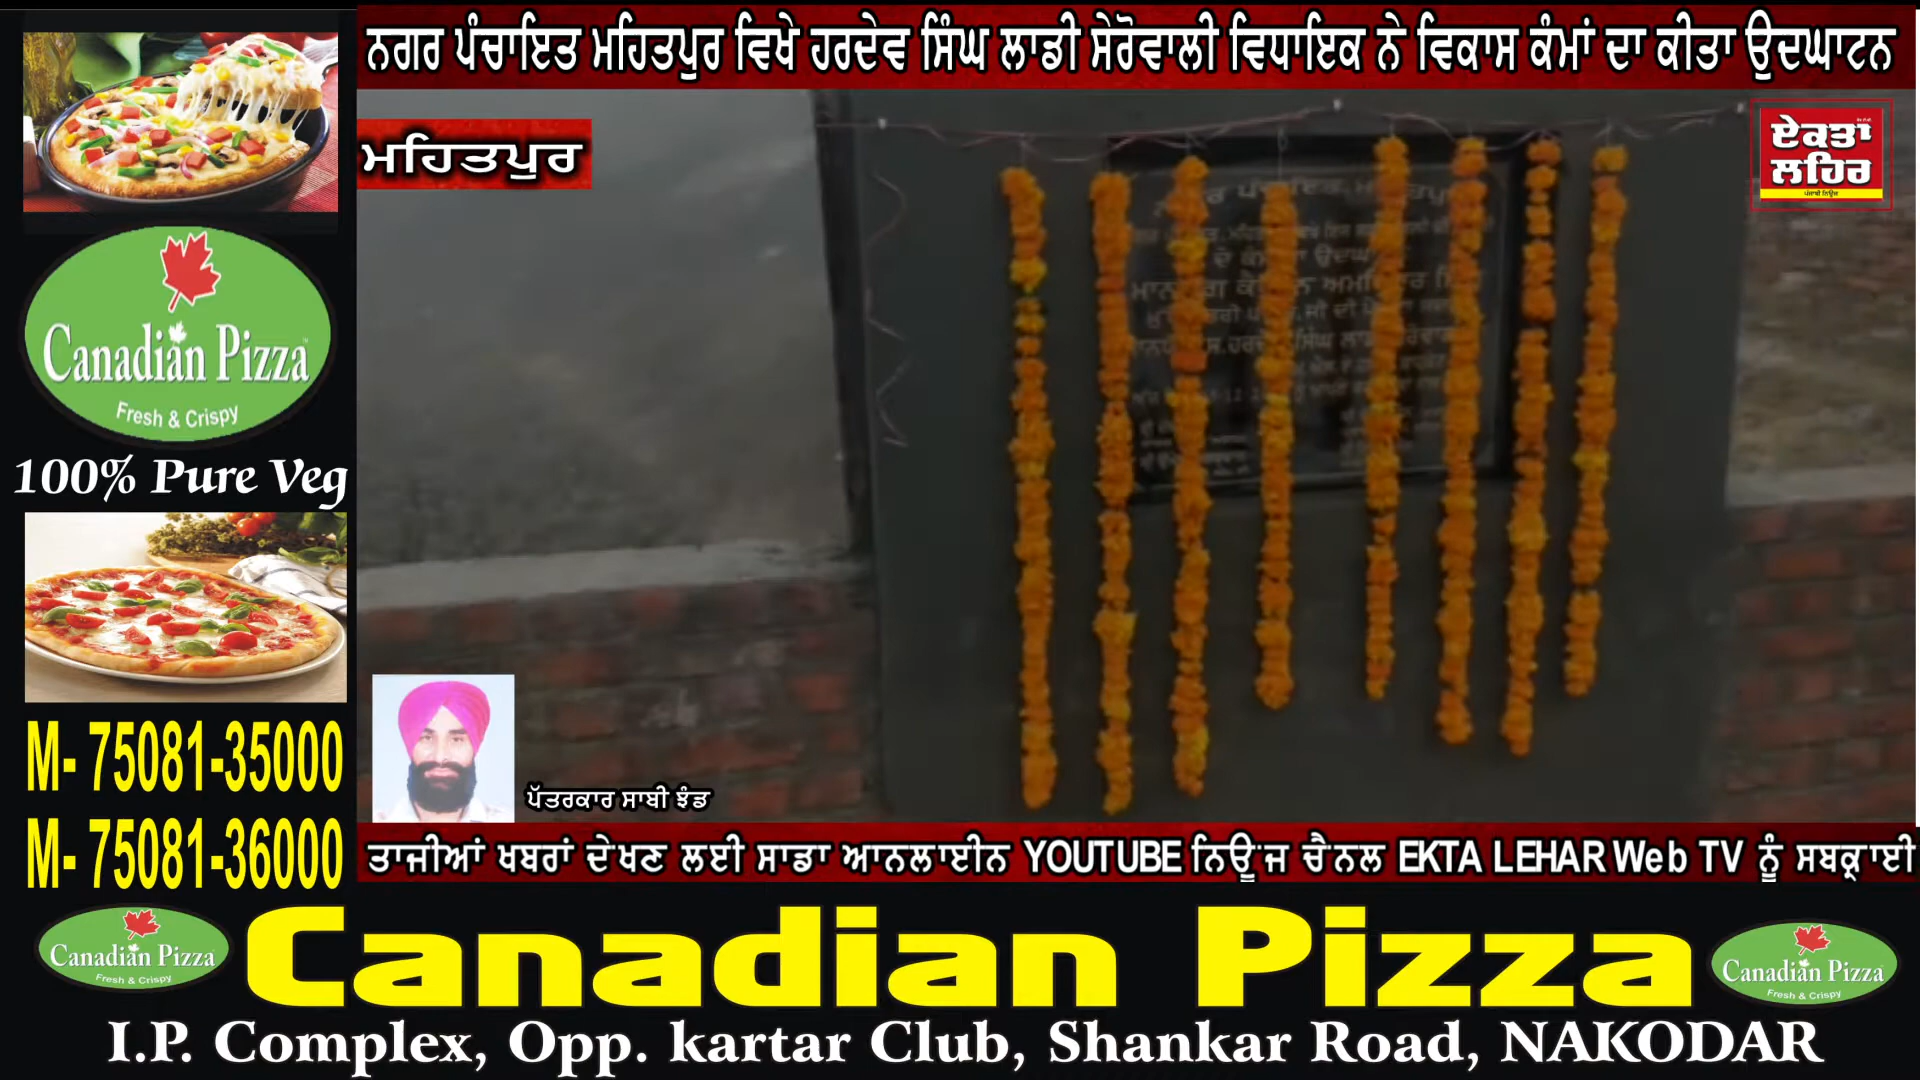 ਨਗਰ ਪੰਚਾਇਤ ਮਹਿਤਪੁਰ ਵਿਖੇ ਹਰਦੇਵ ਸਿੰਘ ਲਾਡੀ ਸੇਰੋਵਾਲੀ ਵਿਧਾਇਕ ਨੇ ਵਿਕਾਸ ਕੰਮਾਂ ਦਾ ਕੀਤਾ ਉਦਘਾਟਨ
ਮਹਿਤਪੁਰ
ਏਕਤਾ
ਲਹਿਰ
ਪੰਜਾਬੀ ਨਿਊਜ਼
Canadian Pizza
Fresh & Crispy
100% Pure Veg
M- 75081-35000
M- 75081-36000
ਪੱਤਰਕਾਰ ਸਾਬੀ ਝੰਡ
ਤਾਜੀਆਂ ਖਬਰਾਂ ਦੇਖਣ ਲਈ ਸਾਡਾ ਆਨਲਾਈਨ YOUTUBE ਨਿਊਜ ਚੈਨਲ EKTA LEHAR Web TV ਨੂੰ ਸਬਕ੍ਰਾਈ
Canadian Pizza
Fresh & Crispy
Canadian Pizza
Canadian Pizza
Fresh & Crispy
I.P. Complex, Opp. kartar Club, Shankar Road, NAKODAR